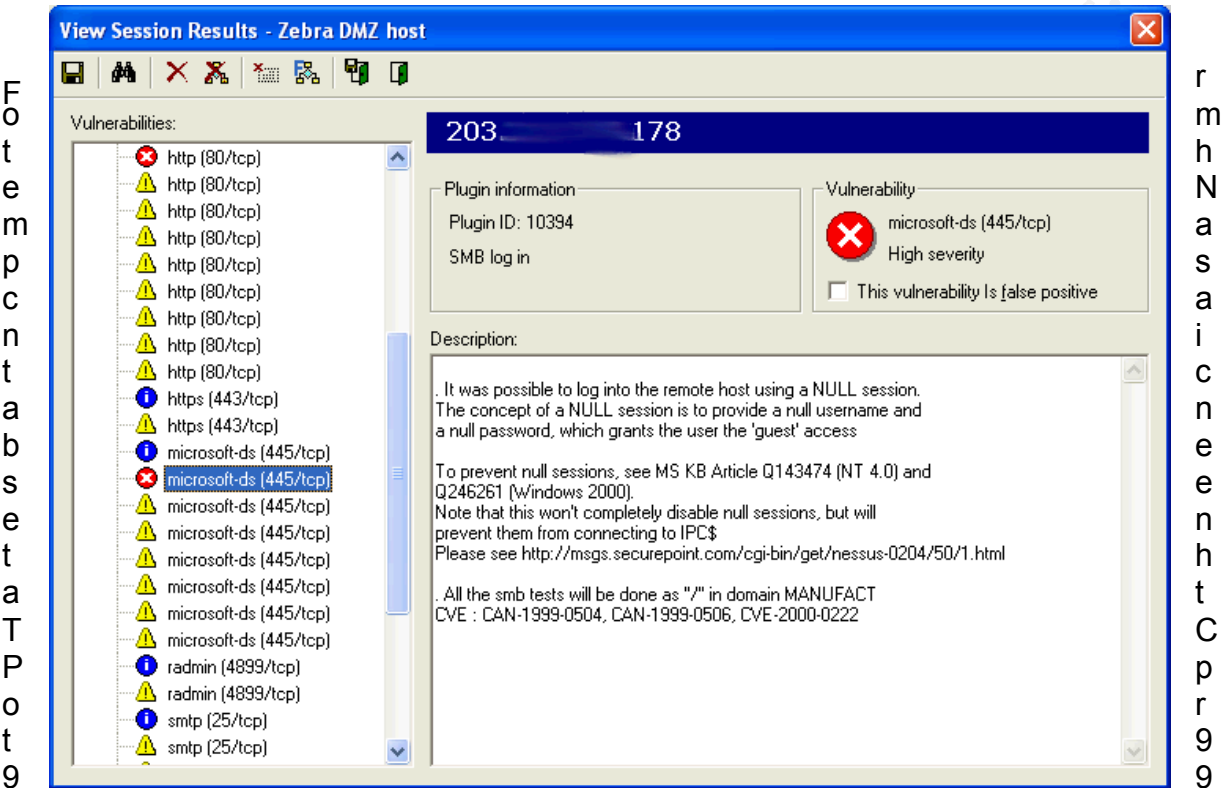 View Session Results - Zebra DMZ host
F
o
t
e
m
p
c
n
t
a
b
s
e
t
a
T
P
o
t
9
Vulnerabilities:
http (80/tcp)
http (80/tcp)
http (80/tcp)
http (80/tcp)
http (80/tcp)
http (80/tcp)
http (80/tcp)
http (80/tcp)
http (80/tcp)
https (443/tcp)
https (443/tcp)
microsoft-ds (445/tcp)
microsoft-ds (445/tcp)
microsoft-ds (445/tcp)
microsoft-ds (445/tcp)
microsoft-ds (445/tcp)
microsoft-ds (445/tcp)
microsoft-ds (445/tcp)
microsoft-ds (445/tcp)
radmin (4899/tcp)
radmin (4899/tcp)
smtp (25/tcp)
smtp (25/tcp)
203. 178
Plugin information
Plugin ID: 10394
SMB log in
Vulnerability
microsoft-ds (445/tcp)
High severity
This vulnerability Is false positive
Description:
. It was possible to log into the remote host using a NULL session.
The concept of a NULL session is to provide a null username and
a null password, which grants the user the 'guest' access
To prevent null sessions, see MS KB Article Q143474 (NT 4.0) and
Q246261 (Windows 2000).
Note that this won't completely disable null sessions, but will
prevent them from connecting to IPC$
Please see http://msgs.securepoint.com/cgi-bin/get/nessus-0204/50/1.html
. All the smb tests will be done as ''/'' in domain MANUFACT
CVE : CAN-1999-0504, CAN-1999-0506, CVE-2000-0222
r
m
h
N
a
s
a
i
c
n
e
e
n
h
t
C
p
r
9
9